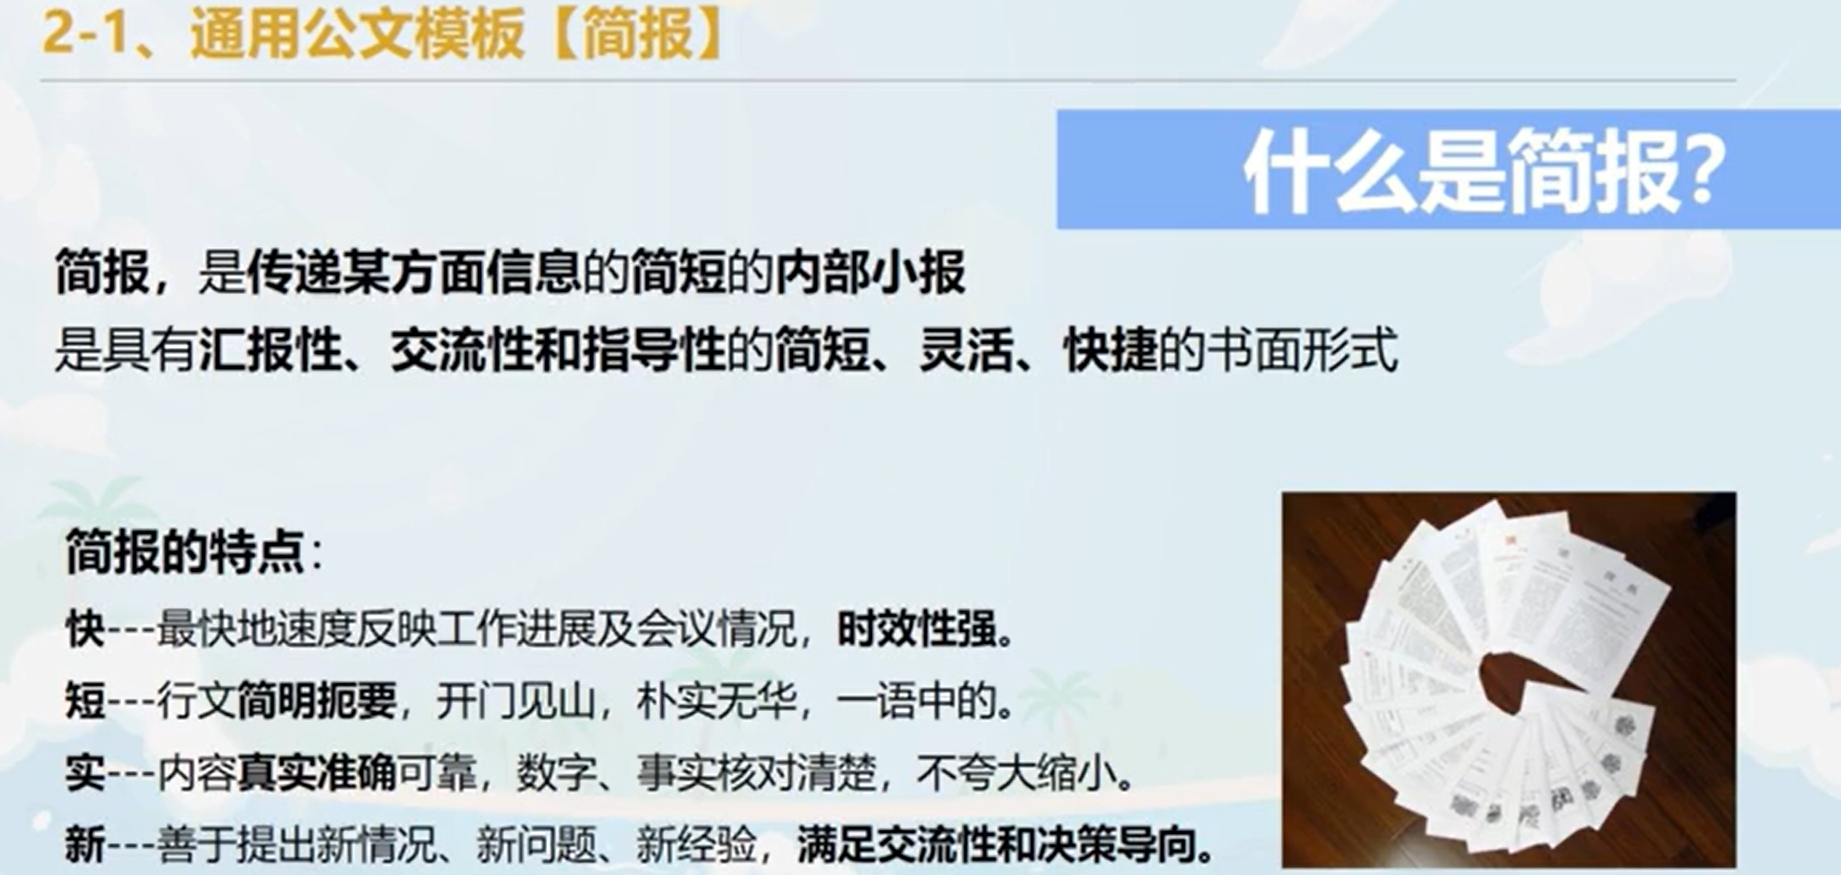 2-1、通用公文模板【简报】
什么是简报？
简报，是传递某方面信息的简短的内部小报
是具有汇报性、交流性和指导性的简短、灵活、快捷的书面形式
简报的特点：
快---最快地速度反映工作进展及会议情况，时效性强。
短---行文简明扼要，开门见山，朴实无华，一语中的。
实---内容真实准确可靠，数字、事实核对清楚，不夸大缩小。
新---善于提出新情况、新问题、新经验，满足交流性和决策导向。